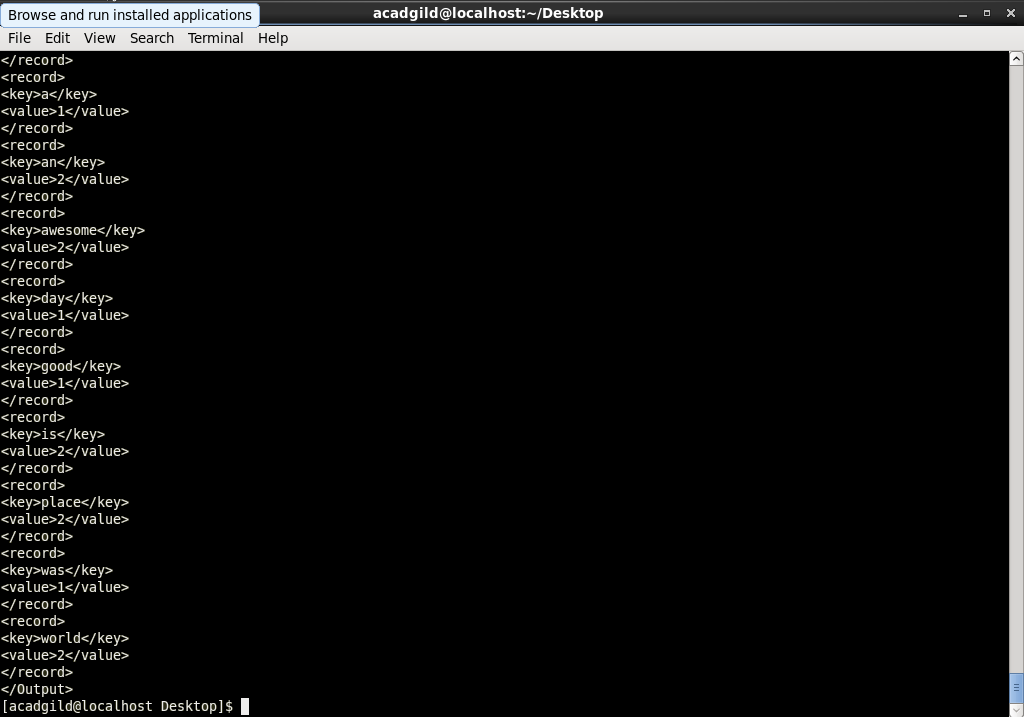 Browse and run installed applications
acadgild@localhost:~/Desktop
File Edit View Search Terminal Help
</record>
<record>
<key>a</key>
<value>1</value>
</record>
<record>
<key>an</key>
<value>2</value>
</record>
<record>
<key>awesome</key>
<value>2</value>
</record>
<record>
<key>day</key>
<value>1</value>
</record>
<record>
<key>good</key>
<value>1</value>
</record>
<record>
<key>is</key>
<value>2</value>
</record>
<record>
<key>place</key>
<value>2</value>
</record>
<record>
<key>was</key>
<value>1</value>
</record>
<record>
<key>world</key>
<value>2</value>
</record>
</Output>
[acadgild@localhost Desktop]$